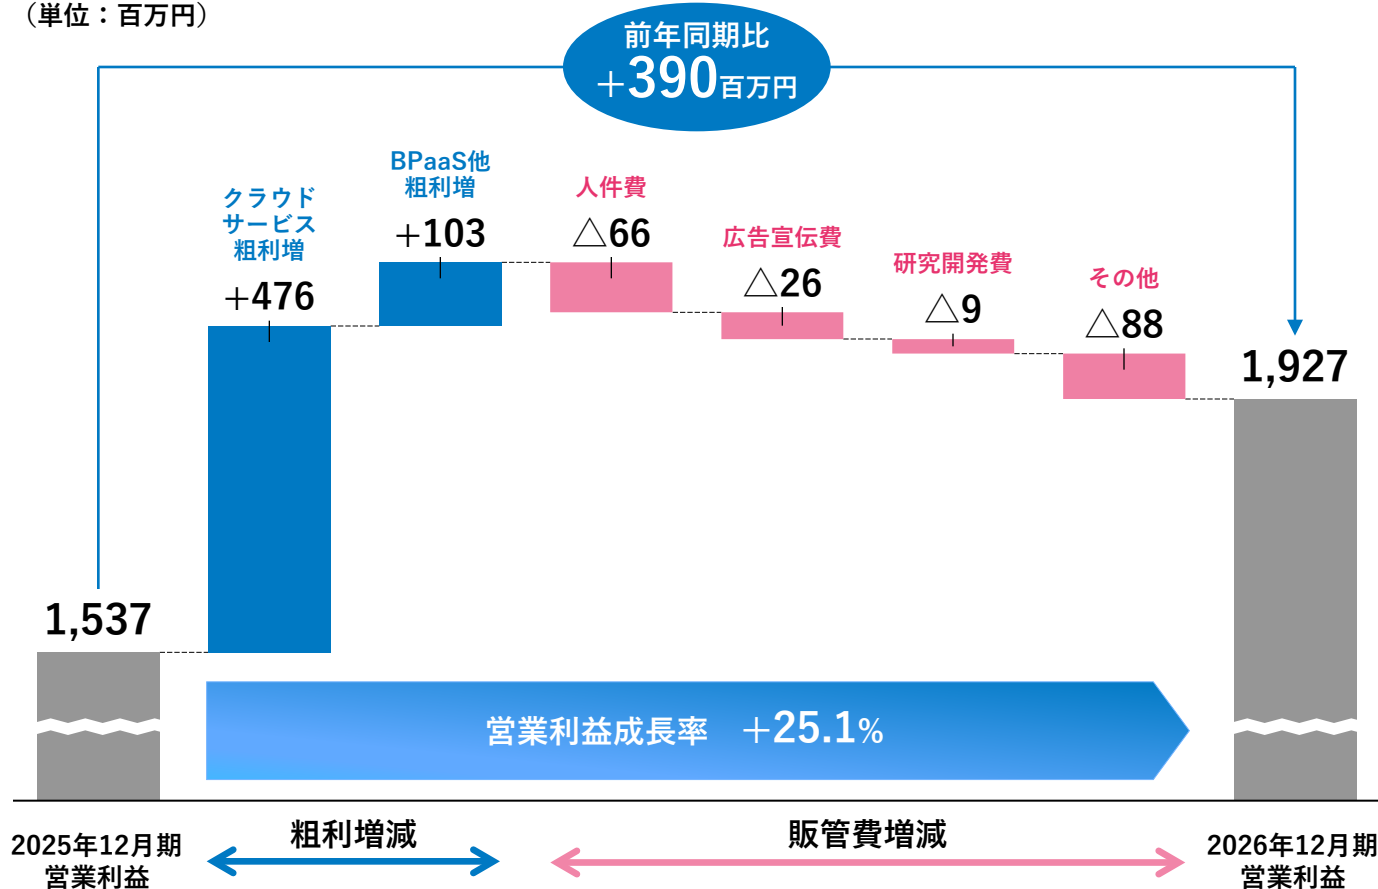 （単位：百万円）
前年同期比
＋390百万円
クラウド
サービス
粗利増
＋476
BPaaS他
粗利増
＋103
人件費
△66
広告宣伝費
△26
研究開発費
△9
その他
△88
1,537
1,927
営業利益成長率　＋25.1%
2025年12月期
営業利益
粗利増減
販管費増減
2026年12月期
営業利益